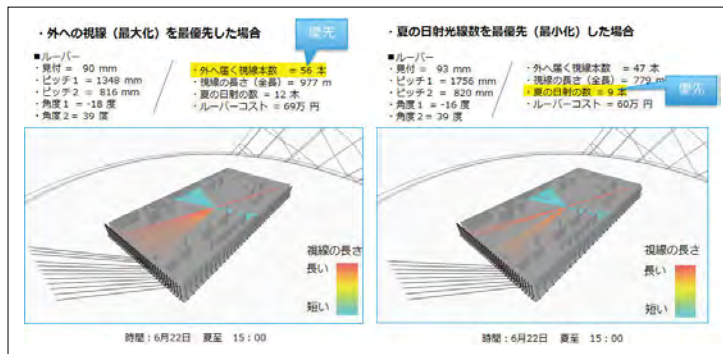 ・外への視線（最大化）を最優先した場合
優先
■ルーバー
・見付 = 90 mm
・ピッチ1 = 1348 mm
・ピッチ2 = 816 mm
・角度1 = -18 度
・角度2 = 39 度
・外へ届く視線本数 = 56 本
・視線の長さ（全長） = 977 m
・夏の日射の数 = 12 本
・ルーバーコスト = 69万 円
視線の長さ
長い
短い
時間：6月22日 夏至 15：00
・夏の日射光線数を最優先（最小化）した場合
■ルーバー
・見付 = 93 mm
・ピッチ1 = 1756 mm
・ピッチ2 = 820 mm
・角度1 = -16 度
・角度2 = 39 度
・外へ届く視線本数 = 47 本
・視線の長さ（全長） = 779 m
・夏の日射の数 = 9 本
・ルーバーコスト = 60万 円
優先
視線の長さ
長い
短い
時間：6月22日 夏至 15：00